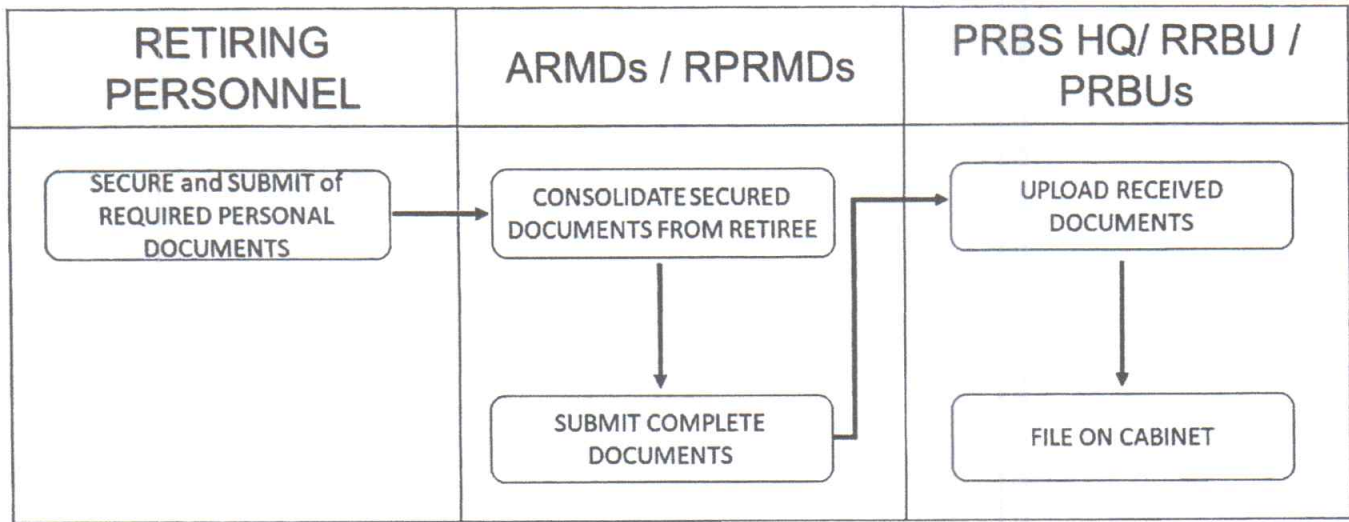 RETIRING
PERSONNEL
ARMDs / RPRMDs
PRBS HQ/ RRBU /
PRBUs
SECURE and SUBMIT of
REQUIRED PERSONAL
DOCUMENTS
CONSOLIDATE SECURED
DOCUMENTS FROM RETIREE
SUBMIT COMPLETE
DOCUMENTS
UPLOAD RECEIVED
DOCUMENTS
FILE ON CABINET